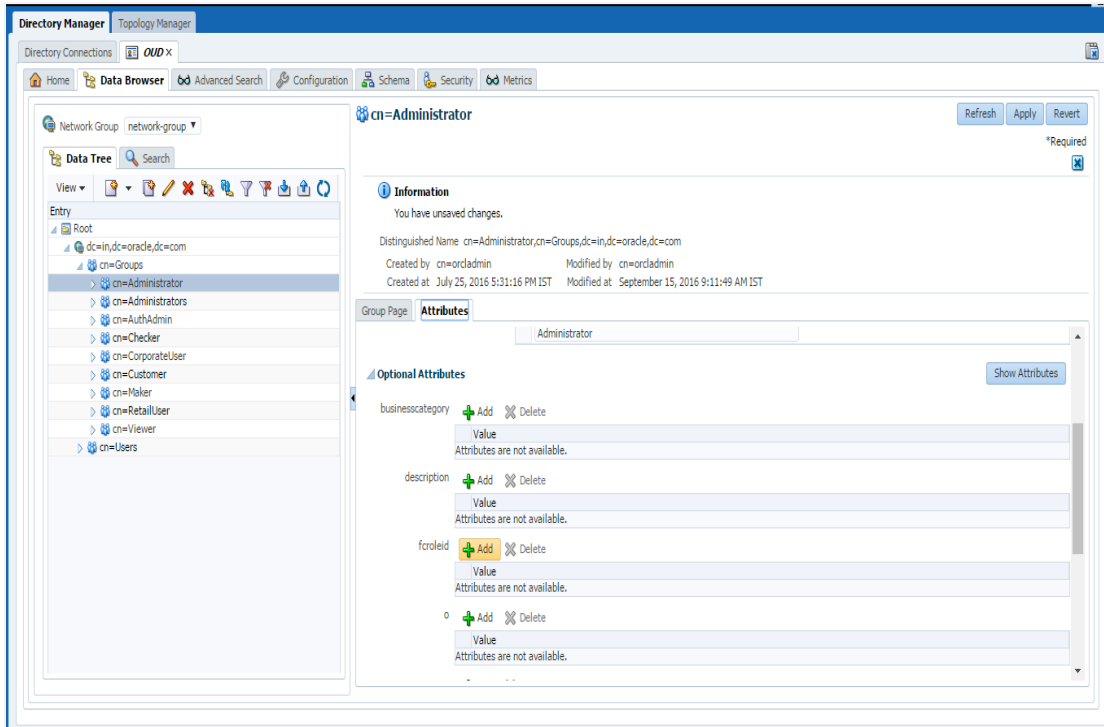 Directory Manager Topology Manager
Directory Connections OUD x
Home Data Browser Advanced Search Configuration Schema Security Metrics
Network Group network-group
Data Tree Search
View
Entry
Root
dc=in,dc=oracle,dc=com
cn=Groups
cn=Administrator
cn=Administrators
cn=AuthAdmin
cn=Checker
cn=CorporateUser
cn=Customer
cn=Maker
cn=RetailUser
cn=Viewer
cn=Users
cn=Administrator
Refresh Apply Revert
*Required
Information
You have unsaved changes.
Distinguished Name cn=Administrator,cn=Groups,dc=in,dc=oracle,dc=com
Created by cn=orcladmin Modified by cn=orcladmin
Created at July 25, 2016 5:31:16 PM IST Modified at September 15, 2016 9:11:49 AM IST
Group Page Attributes
Administrator
Optional Attributes Show Attributes
businesscategory Add Delete
Value
Attributes are not available.
description Add Delete
Value
Attributes are not available.
fcroleid Add Delete
Value
Attributes are not available.
o Add Delete
Value
Attributes are not available.